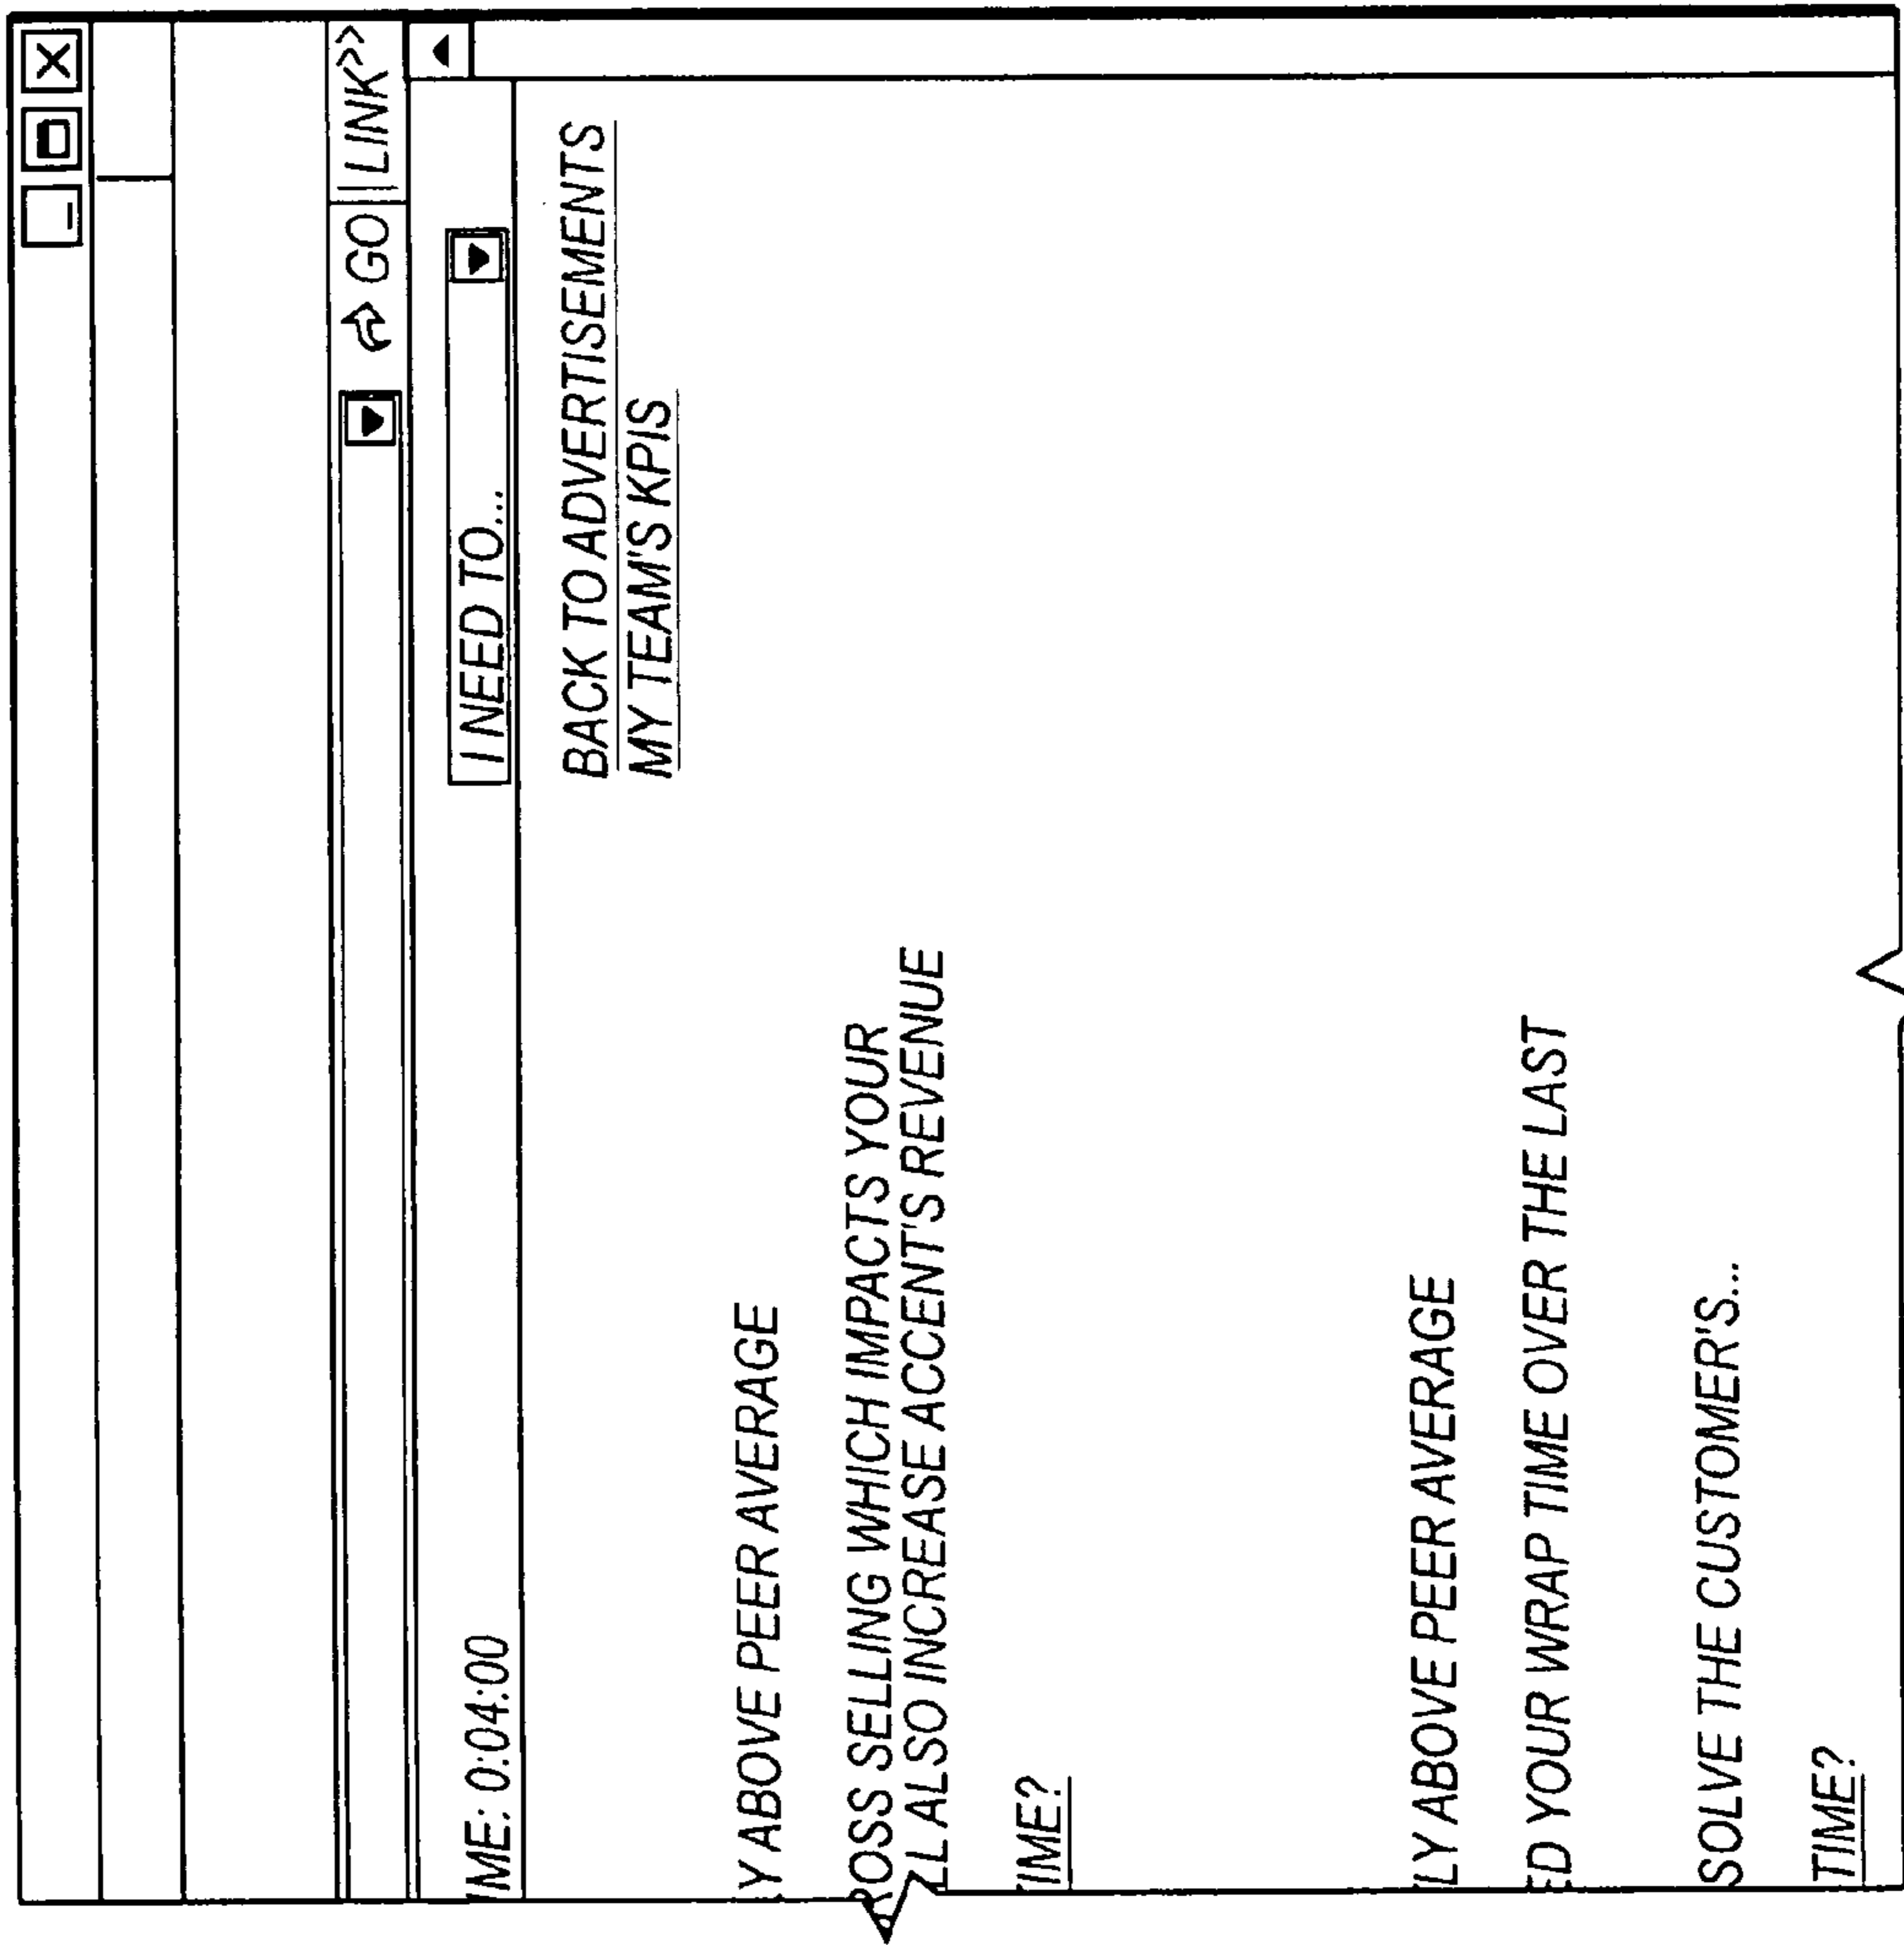 GO LINK>>
IME: 0:04:00 I NEED TO...
BACK TO ADVERTISEMENTS
MY TEAM'S KPIS
Y ABOVE PEER AVERAGE
ROSS SELLING WHICH IMPACTS YOUR
LL ALSO INCREASE ACCENT'S REVENUE
IME?
LY ABOVE PEER AVERAGE
ED YOUR WRAP TIME OVER THE LAST
SOLVE THE CUSTOMER'S...
TIME?